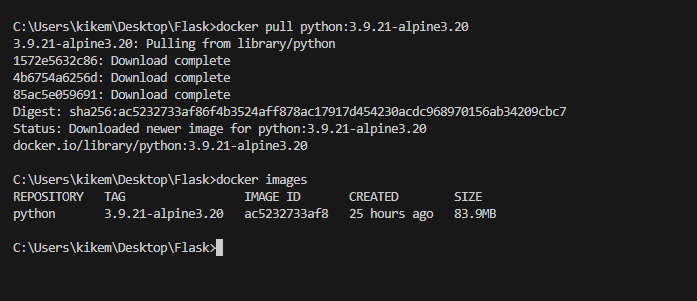 C:\Users\kikem\Desktop\Flask>docker pull python:3.9.21-alpine3.20
3.9.21-alpine3.20: Pulling from library/python
1572e5632c86: Download complete
4b6754a6256d: Download complete
85ac5e059691: Download complete
Digest: sha256:ac5232733af86f4b3524aff878ac17917d454230acdc968970156ab34209cbc7
Status: Downloaded newer image for python:3.9.21-alpine3.20
docker.io/library/python:3.9.21-alpine3.20
C:\Users\kikem\Desktop\Flask>docker images
REPOSITORY TAG IMAGE ID CREATED SIZE
python 3.9.21-alpine3.20 ac5232733af8 25 hours ago 83.9MB
C:\Users\kikem\Desktop\Flask>